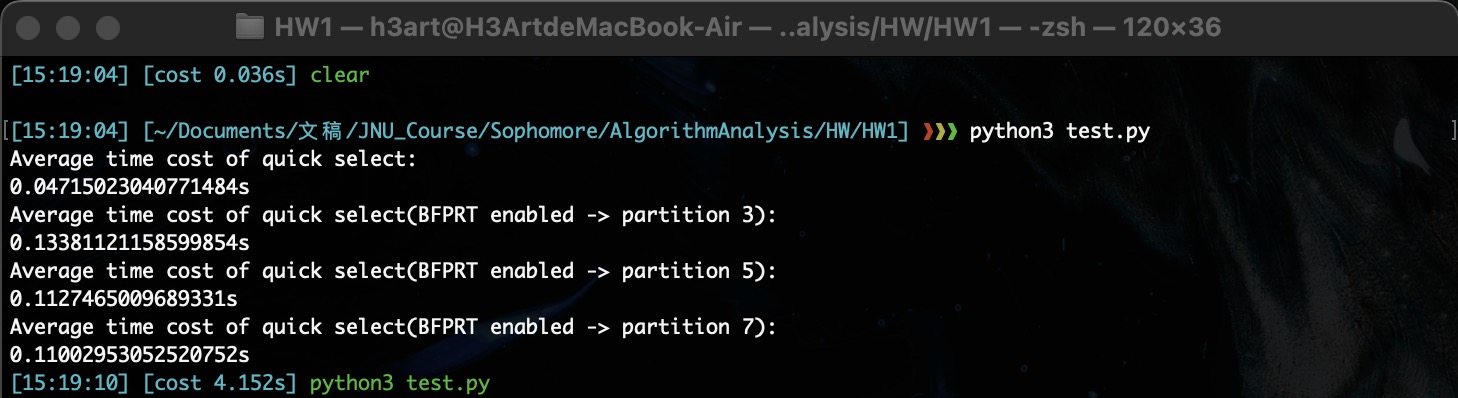 HW1 — h3art@H3ArtdeMacBook-Air — ..alysis/HW/HW1 — -zsh — 120×36
[15:19:04] [cost 0.036s] clear
[15:19:04] [~/Documents/文稿/JNU_Course/Sophomore/AlgorithmAnalysis/HW/HW1] ❯❯❯ python3 test.py
Average time cost of quick select:
0.04715023040771484s
Average time cost of quick select(BFPRT enabled -> partition 3):
0.13381121158599854s
Average time cost of quick select(BFPRT enabled -> partition 5):
0.1127465009689331s
Average time cost of quick select(BFPRT enabled -> partition 7):
0.11002953052520752s
[15:19:10] [cost 4.152s] python3 test.py